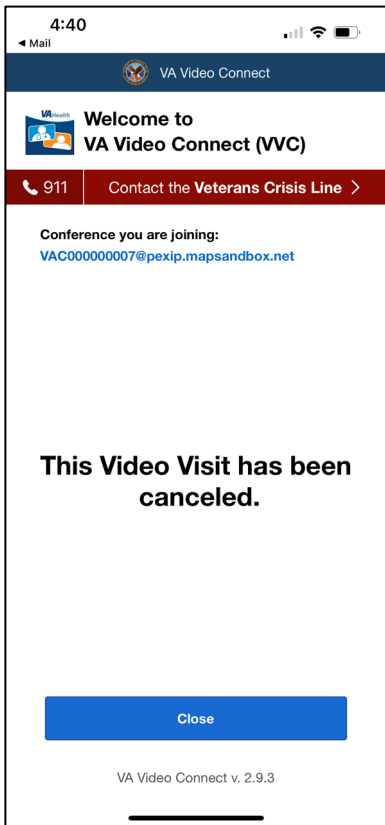 4:40
◀ Mail
VA Video Connect
VA Health
Welcome to
VA Video Connect (VVC)
911
Contact the Veterans Crisis Line >
Conference you are joining:
VAC000000007@pexip.mapsandbox.net
This Video Visit has been
canceled.
Close
VA Video Connect v. 2.9.3